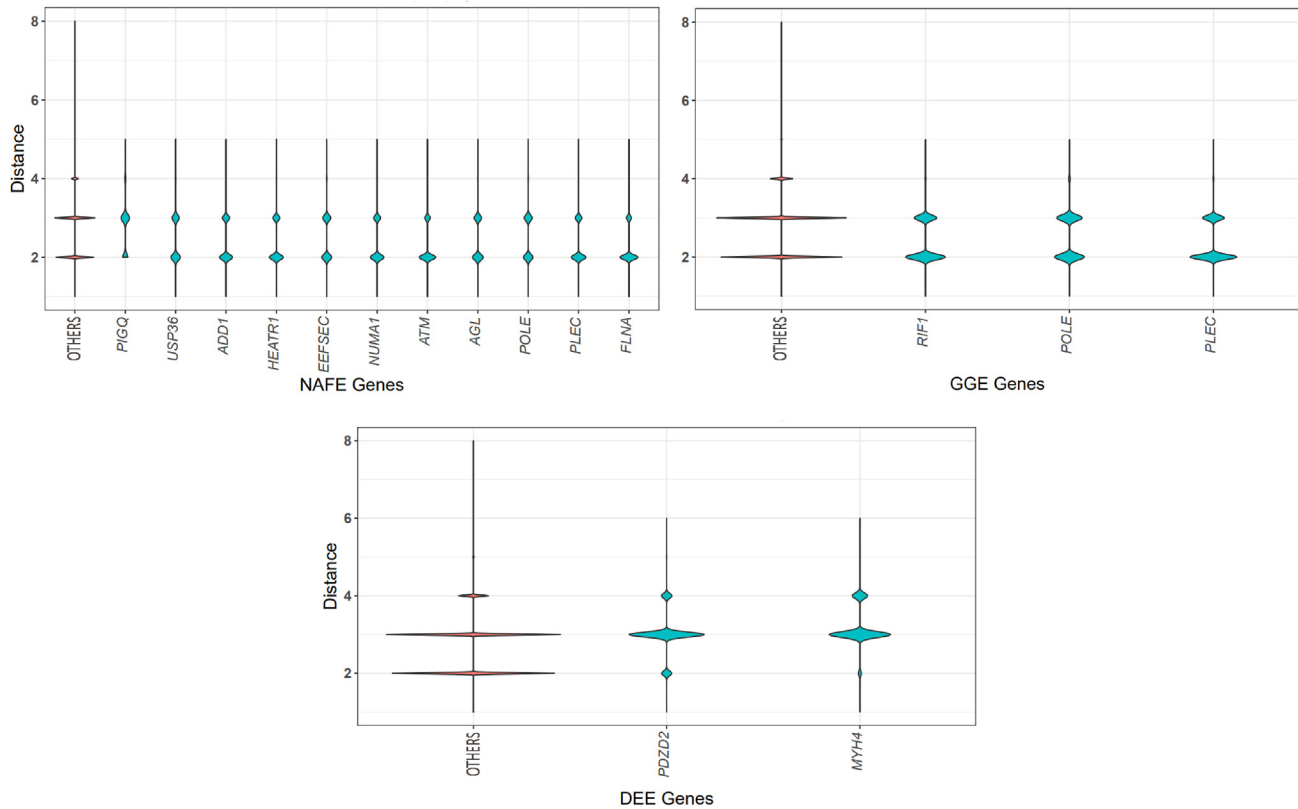 8
6
4
2
Distance
OTHERS
PIGQ
USP36
ADD1
HEATR1
EEFSEC
NUMA1
ATM
AGL
POLE
PLEC
FLNA
NAFE Genes
8
6
4
2
Distance
OTHERS
RIF1
POLE
PLEC
GGE Genes
8
6
4
2
Distance
OTHERS
PDZD2
MYH4
DEE Genes